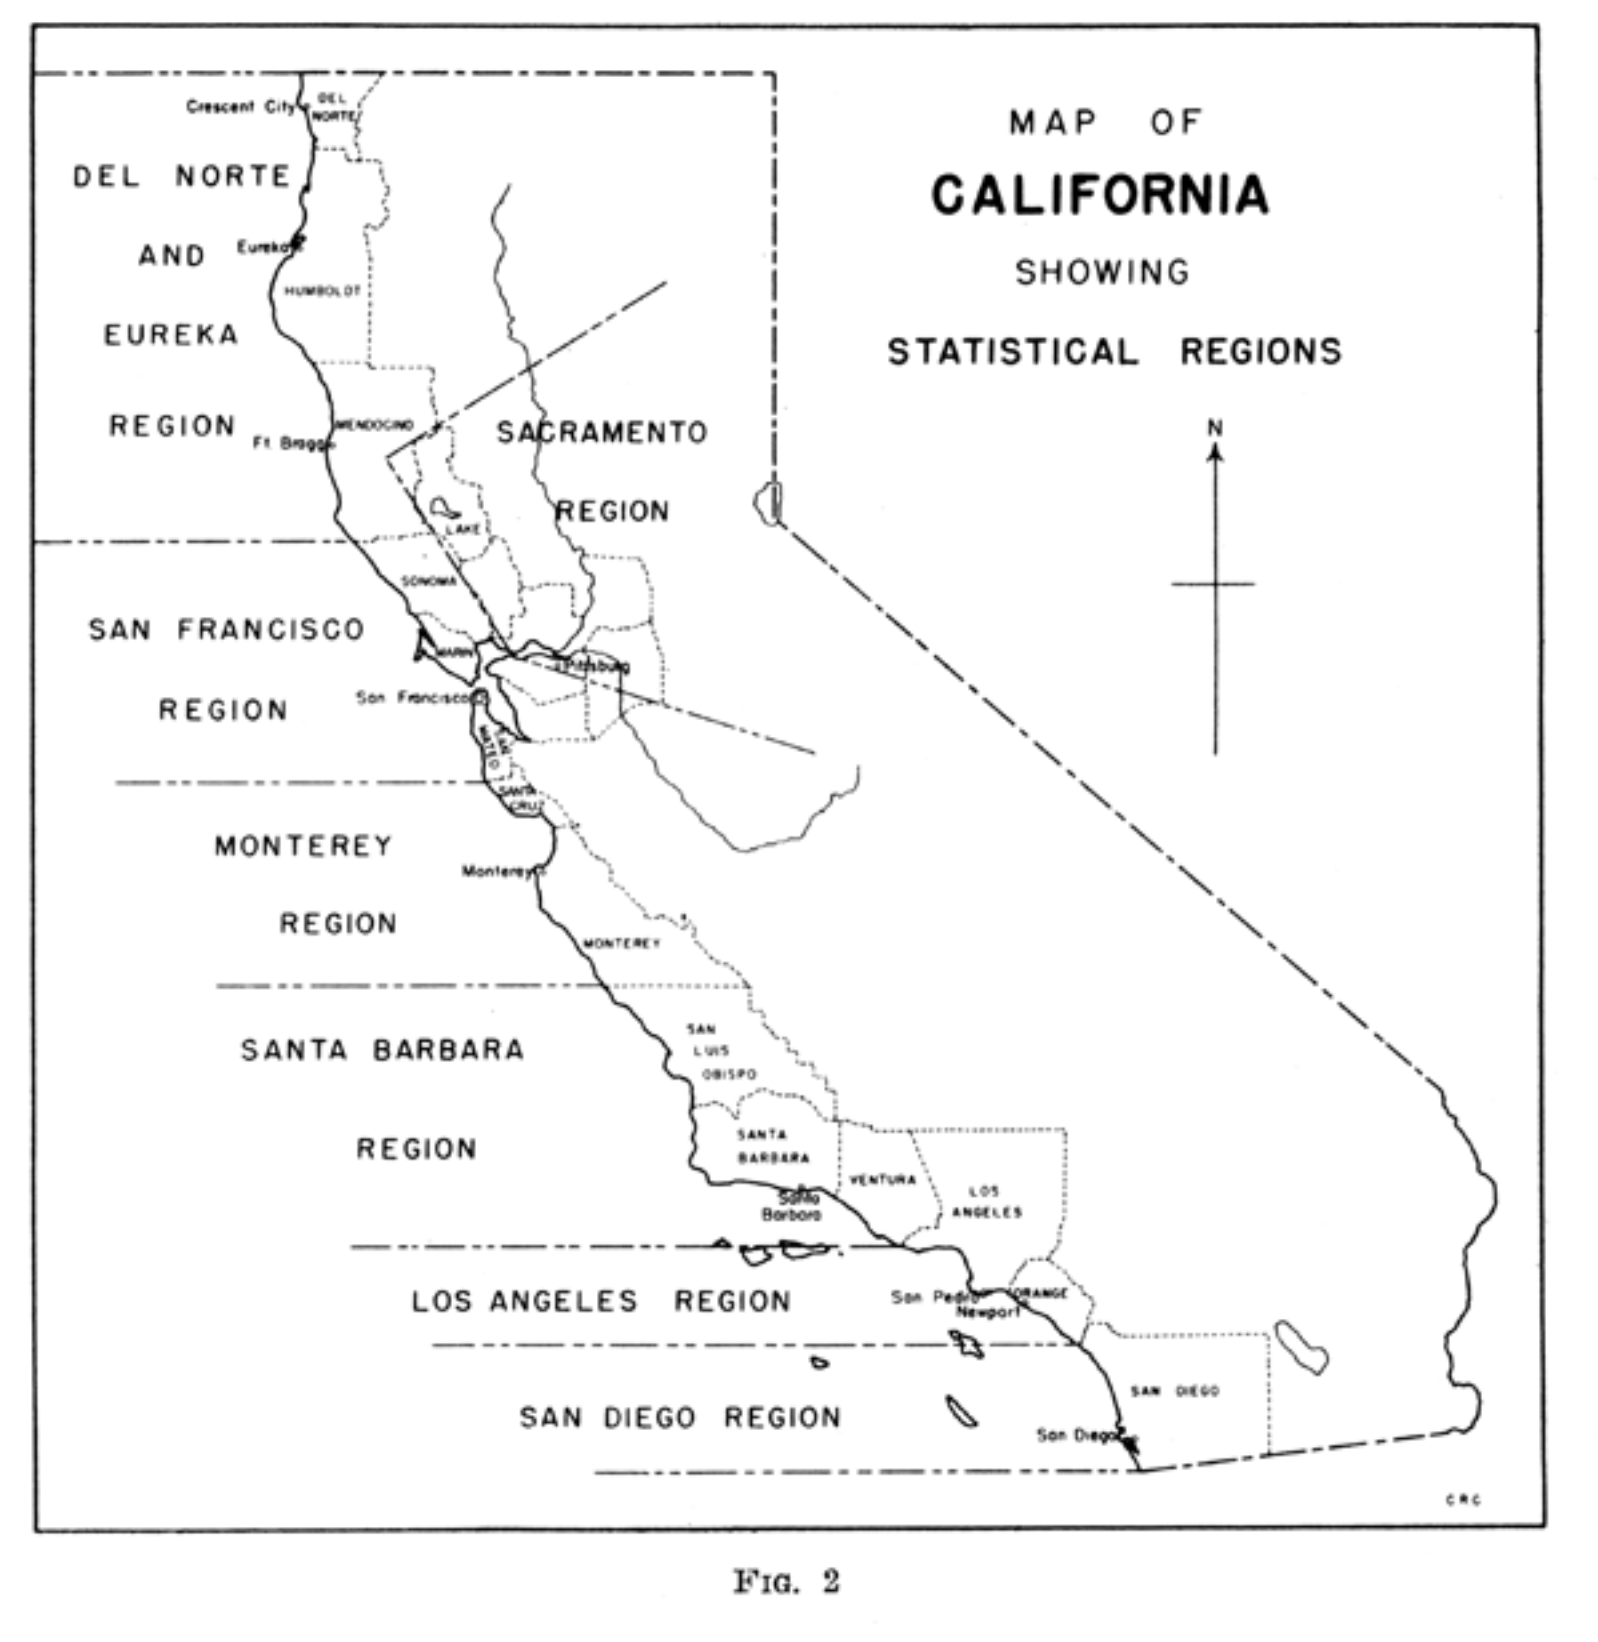 MAP OF
CALIFORNIA
SHOWING
STATISTICAL REGIONS
N
Crescent City
DEL
NORTE
DEL NORTE
AND
EUREKA
REGION
Eureka
HUMBOLDT
MENDOCINO
Ft. Bragg
SACRAMENTO
REGION
LAKE
SONOMA
SAN FRANCISCO
REGION
MARIN
Pittsburg
San Francisco
SAN
MATEO
SANTA
CRUZ
MONTEREY
REGION
Monterey
MONTEREY
SANTA BARBARA
REGION
SAN
LUIS
OBISPO
SANTA
BARBARA
VENTURA
LOS
ANGELES
Santa
Barbara
LOS ANGELES REGION
San Pedro
Newport
ORANGE
SAN DIEGO REGION
SAN DIEGO
San Diego
CRC
FIG. 2